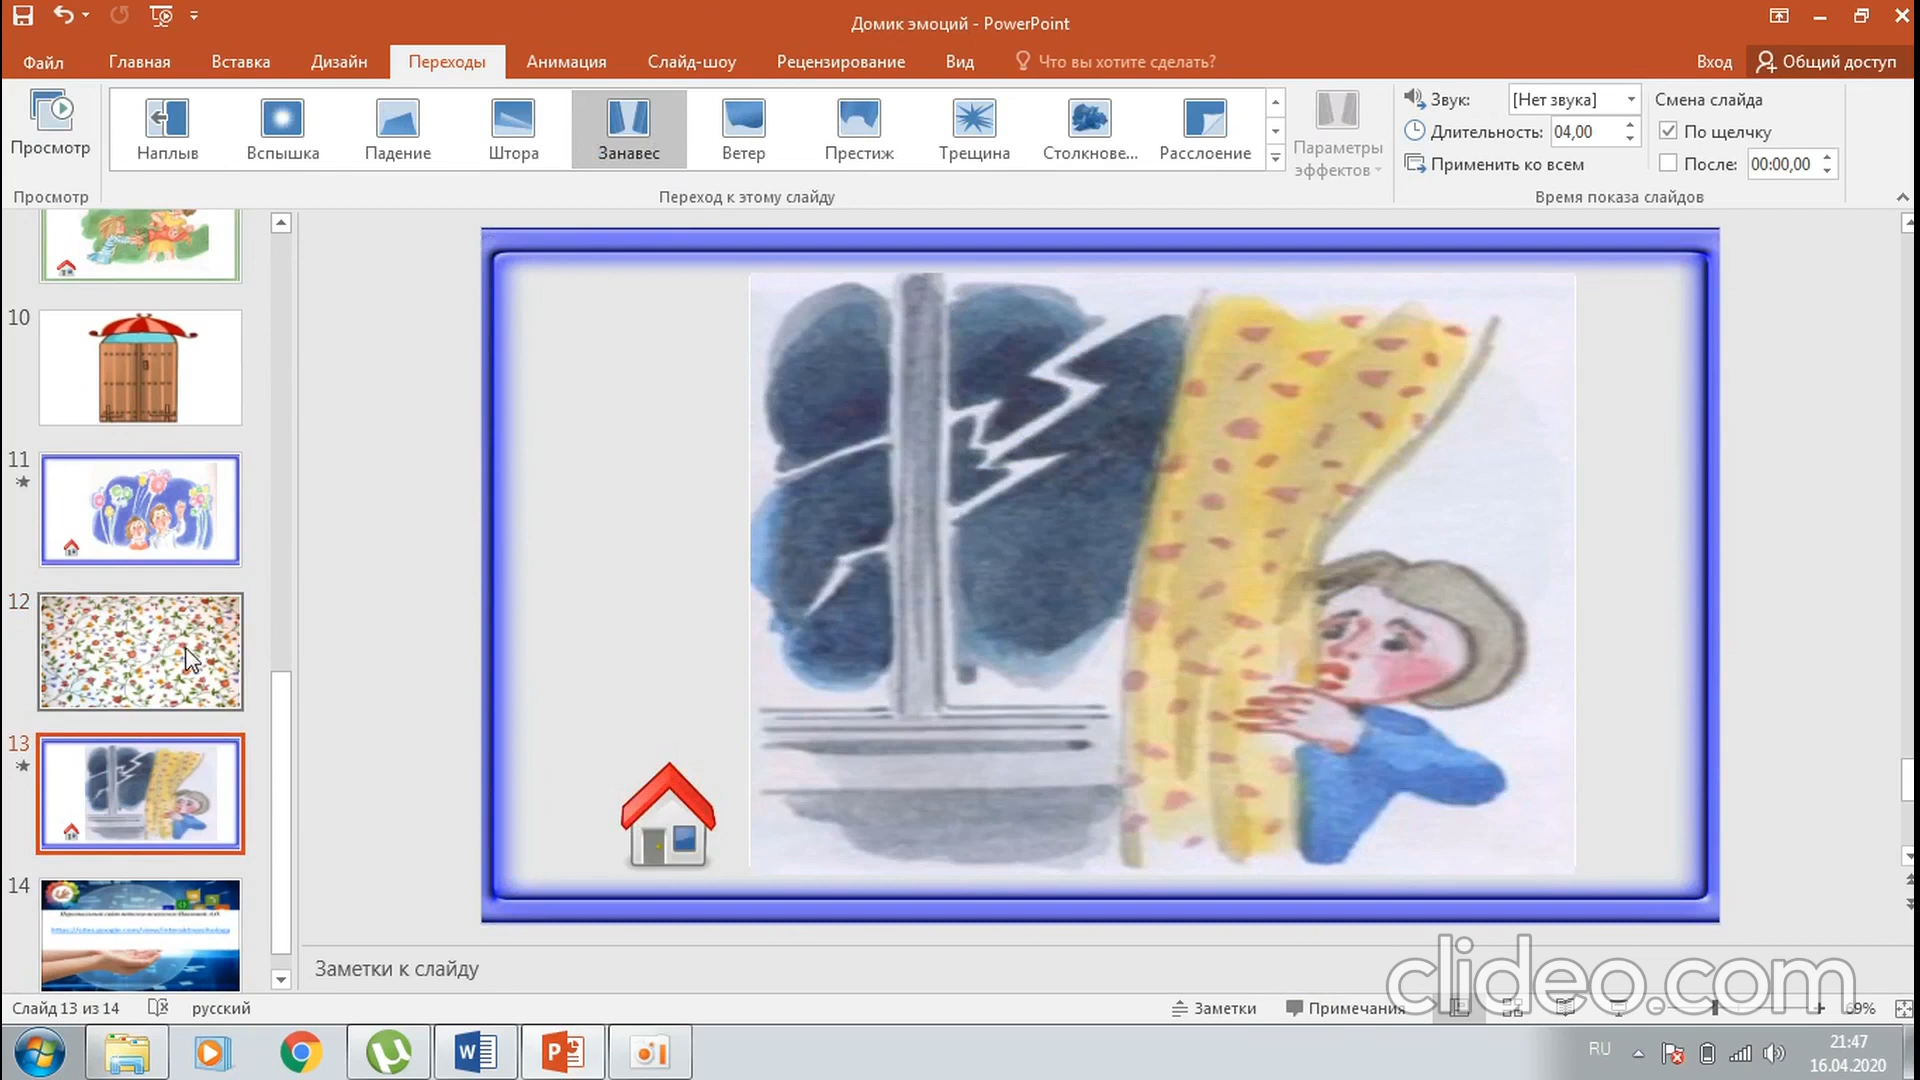 Домик эмоций - PowerPoint
Файл
Главная
Вставка
Дизайн
Переходы
Анимация
Слайд-шоу
Рецензирование
Вид
Что вы хотите сделать?
Вход
Общий доступ
Просмотр
Наплыв
Вспышка
Падение
Штора
Занавес
Ветер
Престиж
Трещина
Столкнове...
Расслоение
Параметры
эффектов
Звук: [Нет звука]
Длительность: 04,00
Применить ко всем
Смена слайда
По щелчку
После: 00:00,00
Просмотр
Переход к этому слайду
Время показа слайдов
10
11
12
13
14
Заметки к слайду
clideo.com
Слайд 13 из 14
русский
Заметки
Примечания
69%
RU
21:47
16.04.2020